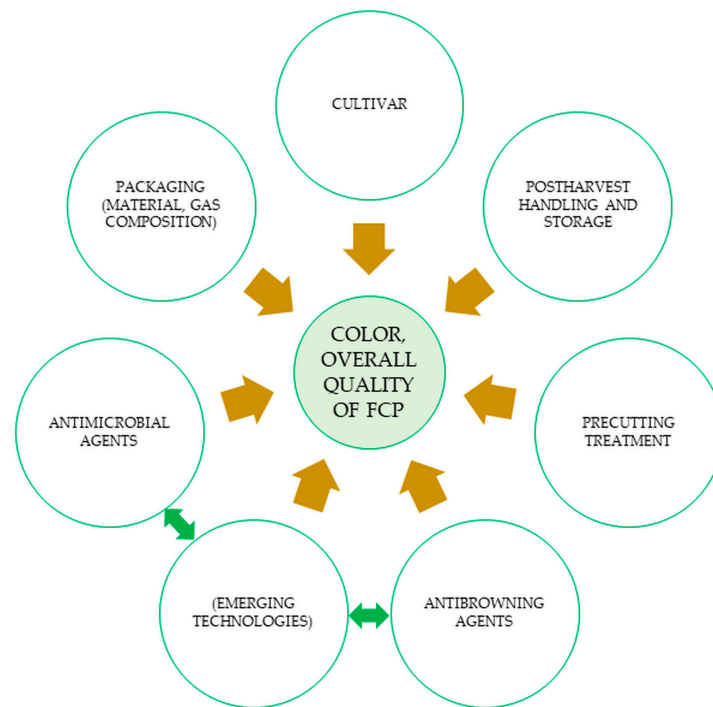 CULTIVAR
PACKAGING
(MATERIAL, GAS
COMPOSITION)
POSTHARVEST
HANDLING AND
STORAGE
COLOR,
OVERALL
QUALITY
OF FCP
ANTIMICROBIAL
AGENTS
PRECUTTING
TREATMENT
(EMERGING
TECHNOLOGIES)
ANTIBROWNING
AGENTS